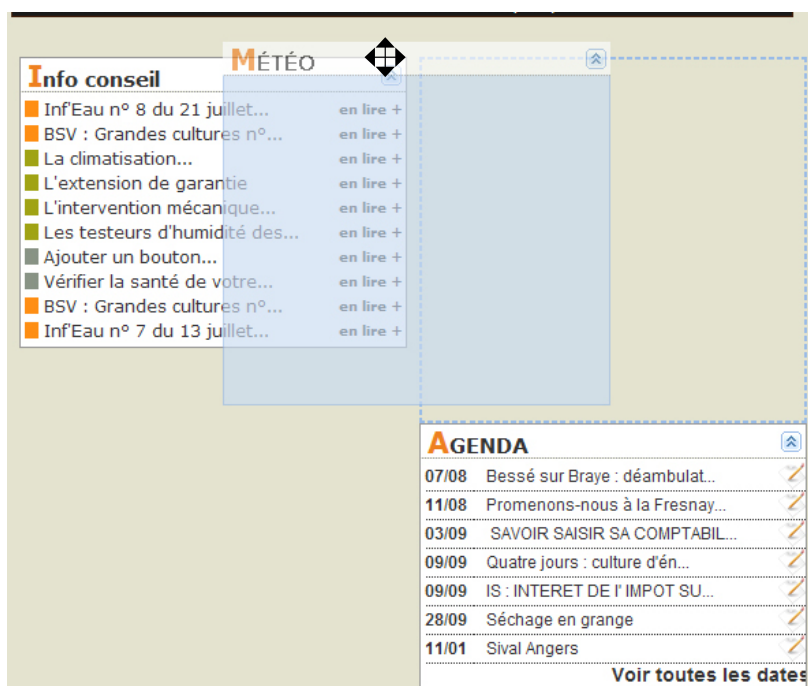 MÉTÉO
Info conseil
Inf'Eau n° 8 du 21 juillet... en lire +
BSV : Grandes cultures n°... en lire +
La climatisation... en lire +
L'extension de garantie en lire +
L'intervention mécanique... en lire +
Les testeurs d'humidité des... en lire +
Ajouter un bouton... en lire +
Vérifier la santé de votre... en lire +
BSV : Grandes cultures n°... en lire +
Inf'Eau n° 7 du 13 juillet... en lire +
AGENDA
07/08 Bessé sur Braye : déambulat...
11/08 Promenons-nous à la Fresnay...
03/09 SAVOIR SAISIR SA COMPTABIL...
09/09 Quatre jours : culture d'én...
09/09 IS : INTERET DE l' IMPOT SU...
28/09 Séchage en grange
11/01 Sival Angers
Voir toutes les dates